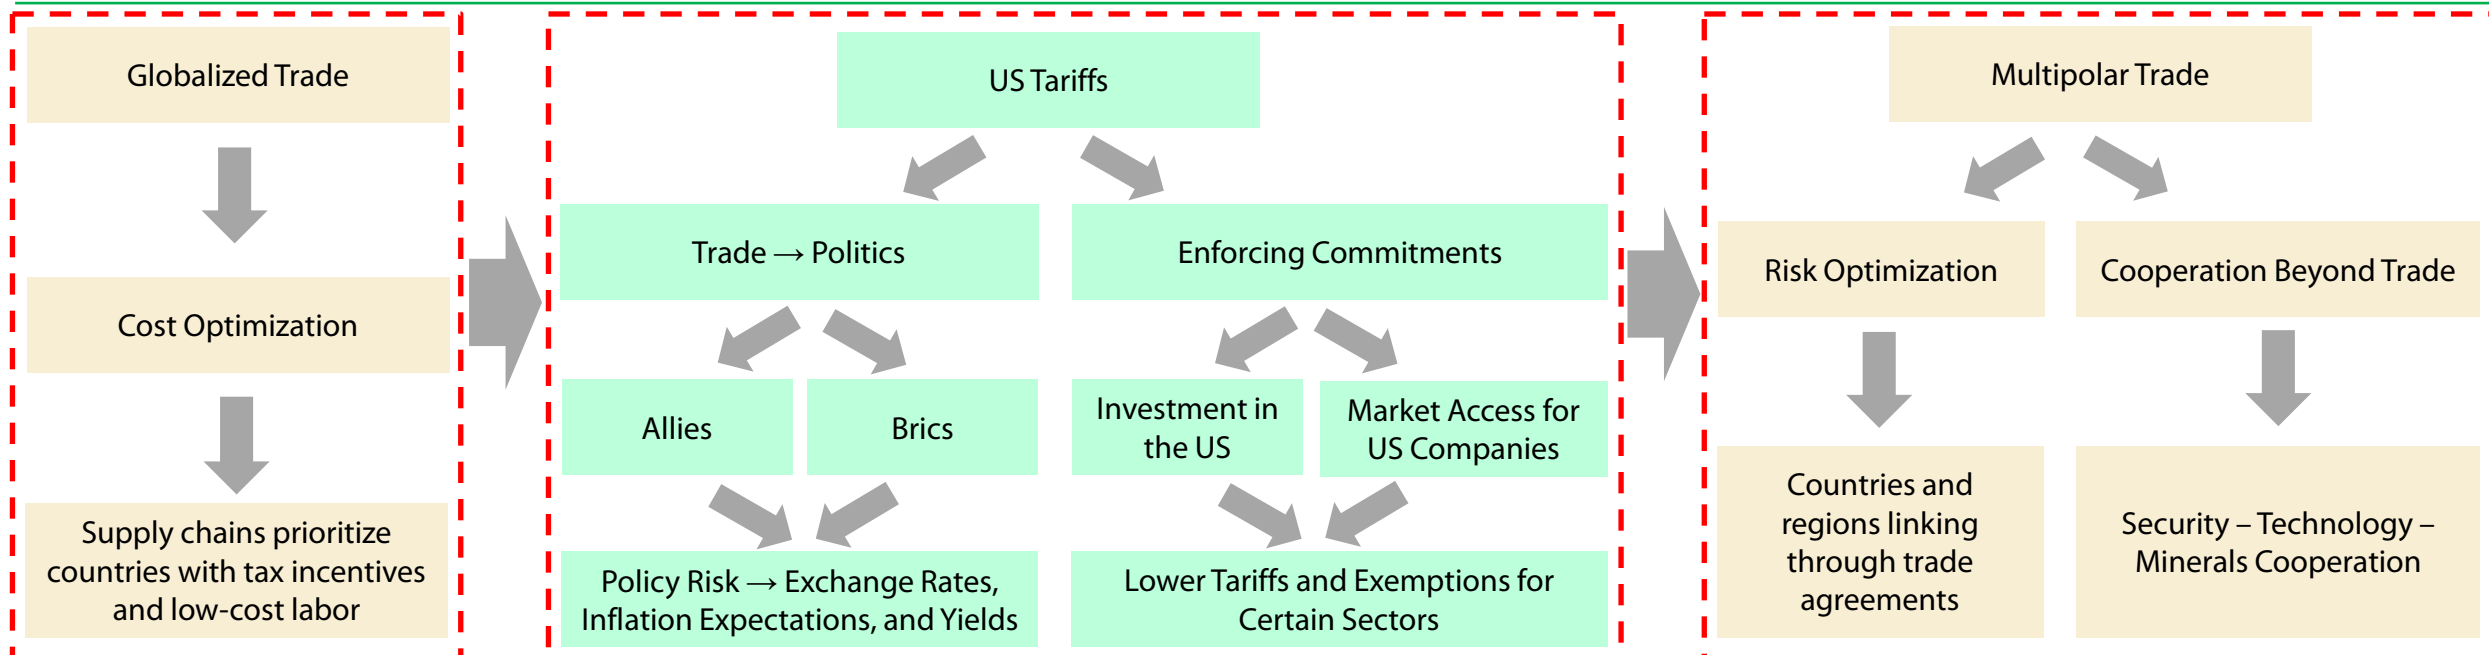 Globalized Trade
Cost Optimization
Supply chains prioritize
countries with tax incentives
and low-cost labor
US Tariffs
Trade → Politics
Enforcing Commitments
Allies
Brics
Investment in
the US
Market Access for
US Companies
Policy Risk → Exchange Rates,
Inflation Expectations, and Yields
Lower Tariffs and Exemptions for
Certain Sectors
Multipolar Trade
Risk Optimization
Cooperation Beyond Trade
Countries and
regions linking
through trade
agreements
Security – Technology –
Minerals Cooperation